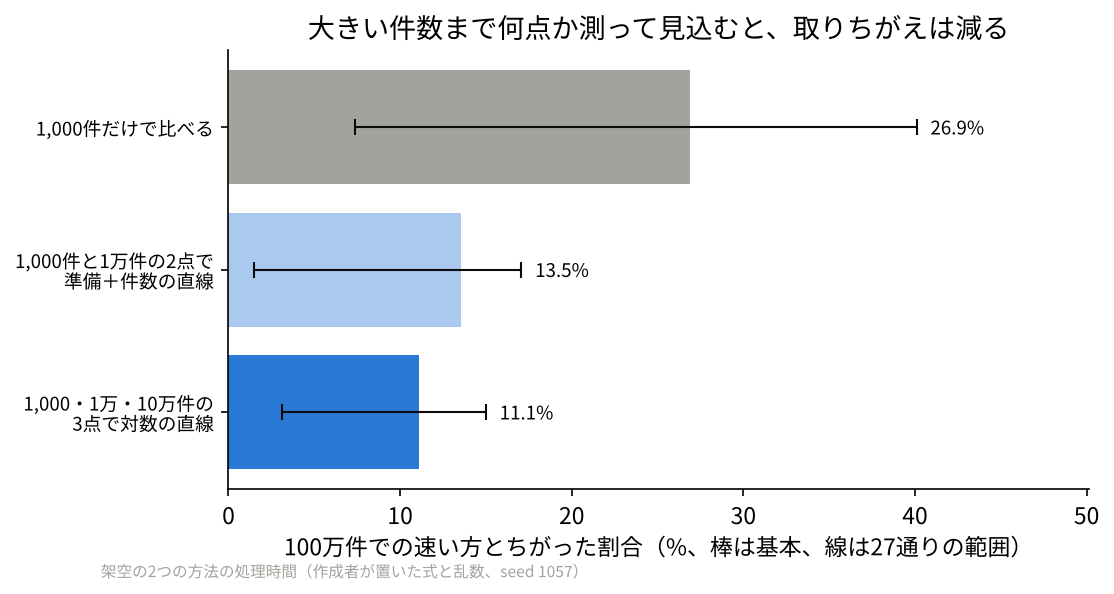 大きい件数まで何点か測って見込むと、取りちがえは減る
1,000件だけで比べる
26.9%
1,000件と1万件の2点で
準備＋件数の直線
13.5%
1,000・1万・10万件の
3点で対数の直線
11.1%
0 10 20 30 40 50
100万件での速い方とちがった割合（%、棒は基本、線は27通りの範囲）
架空の2つの方法の処理時間（作成者が置いた式と乱数、seed 1057）